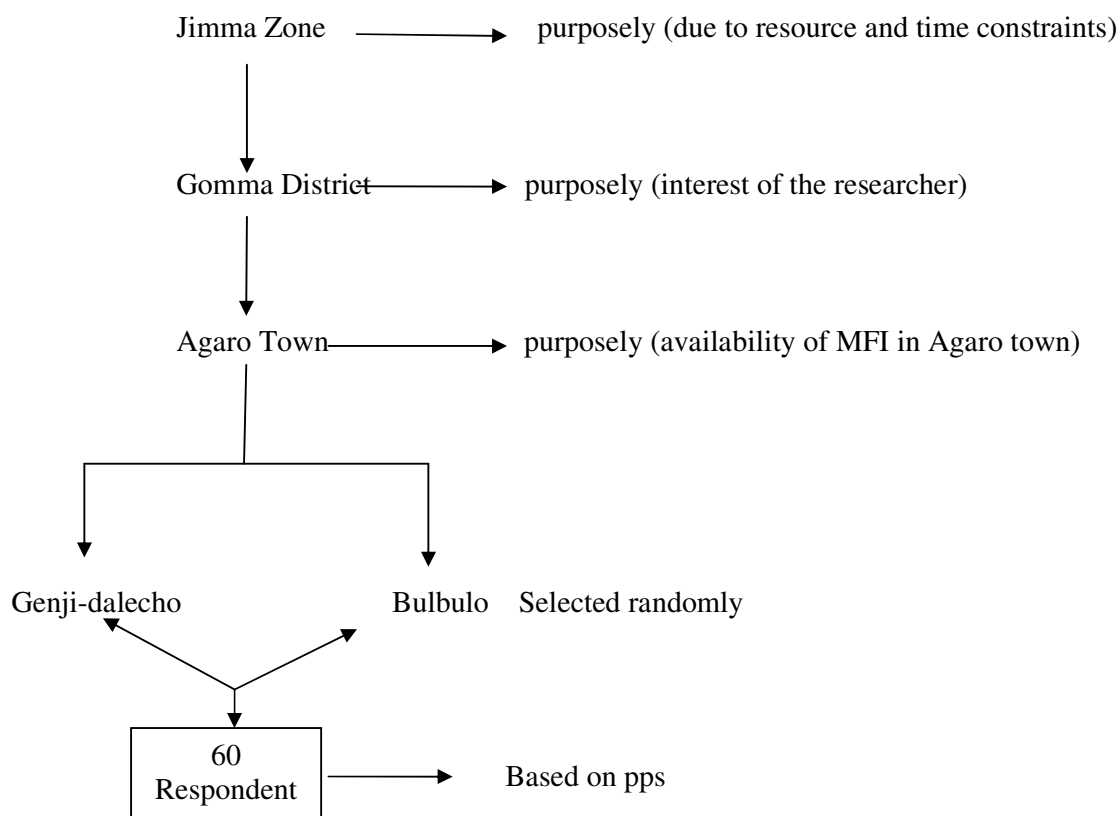 Jimma Zone purposely (due to resource and time constraints)
Gomma District purposely (interest of the researcher)
Agaro Town purposely (availability of MFI in Agaro town)
Genji-dalecho Bulbulo Selected randomly
60
Respondent
Based on pps